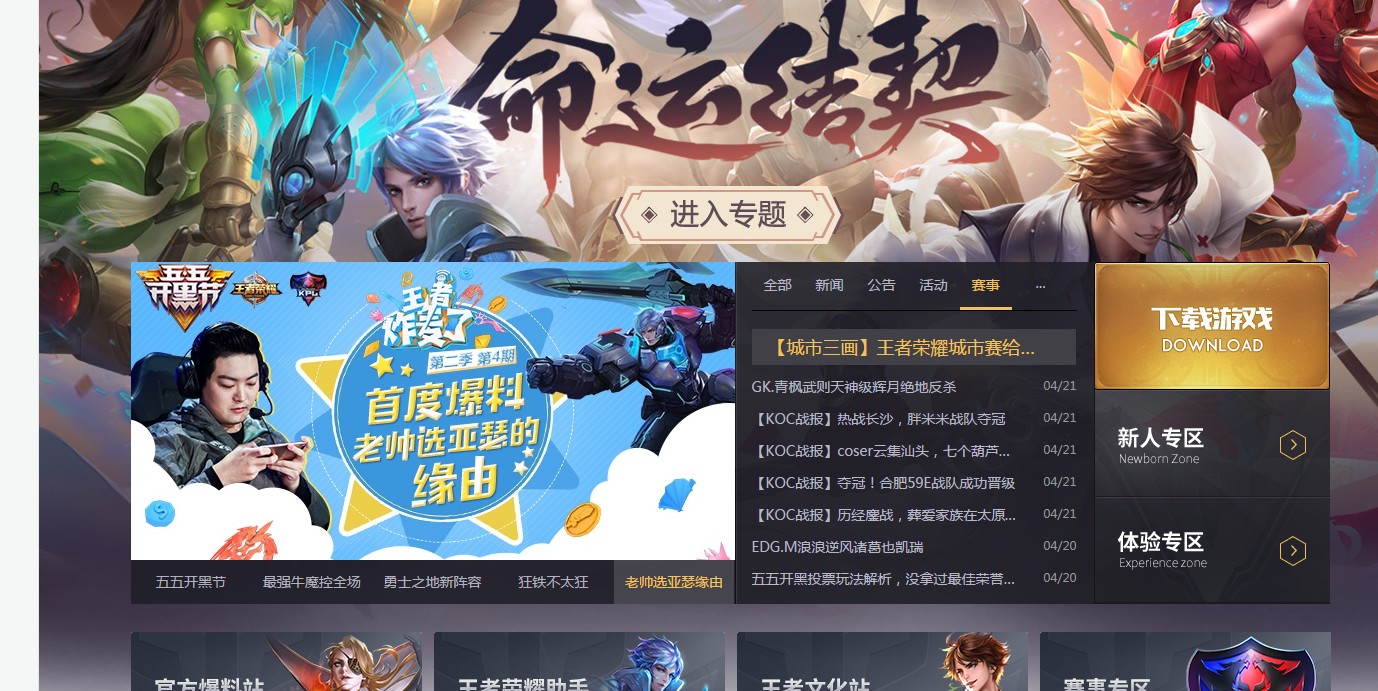 命运结契
进入专题
五五开黑节
王者荣耀
KPL
王者
炸麦了
第二季 第4期
首度爆料
老帅选亚瑟的
缘由
五五开黑节 最强牛魔控全场 勇士之地新阵容 狂铁不太狂 老帅选亚瑟缘由
全部 新闻 公告 活动 赛事 ...
【城市三画】王者荣耀城市赛给...
GK.青枫武则天神级辉月绝地反杀 04/21
【KOC战报】热战长沙，胖米米战队夺冠 04/21
【KOC战报】coser云集汕头，七个葫芦... 04/21
【KOC战报】夺冠！合肥59E战队成功晋级 04/21
【KOC战报】历经鏖战，葬爱家族在太原... 04/21
EDG.M浪浪逆风诸葛也凯瑞 04/20
五五开黑投票玩法解析，没拿过最佳荣誉... 04/20
下载游戏
DOWNLOAD
新人专区
Newborn Zone
体验专区
Experience zone
官方爆料站 王者荣耀助手 王者文化站 赛事专区